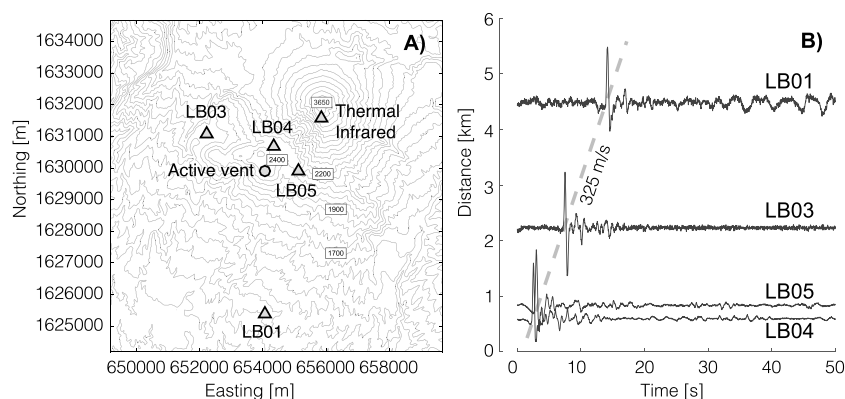 A)
1634000
1633000
1632000
1631000
1630000
1629000
1628000
1627000
1626000
1625000
Northing [m]
650000 652000 654000 656000 658000
Easting [m]
3650
Thermal
Infrared
LB03
LB04
2400
Active vent
2200
LB05
1900
1700
LB01
B)
6
5
4
3
2
1
0
Distance [km]
0 10 20 30 40 50
Time [s]
LB01
325 m/s
LB03
LB05
LB04